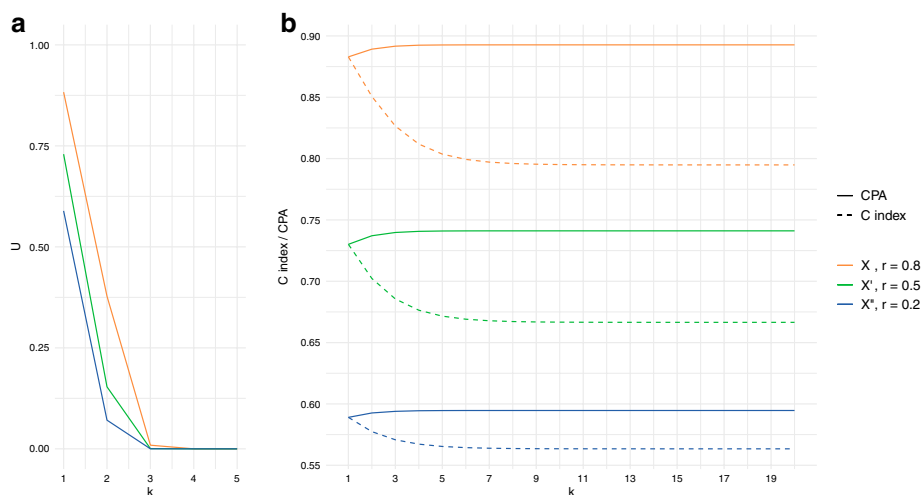 a
U
1.00
0.75
0.50
0.25
0.00
1 2 3 4 5
k
b
C index / CPA
0.90
0.85
0.80
0.75
0.70
0.65
0.60
0.55
1 3 5 7 9 11 13 15 17 19
k
CPA
C index
X , r = 0.8
X', r = 0.5
X'', r = 0.2